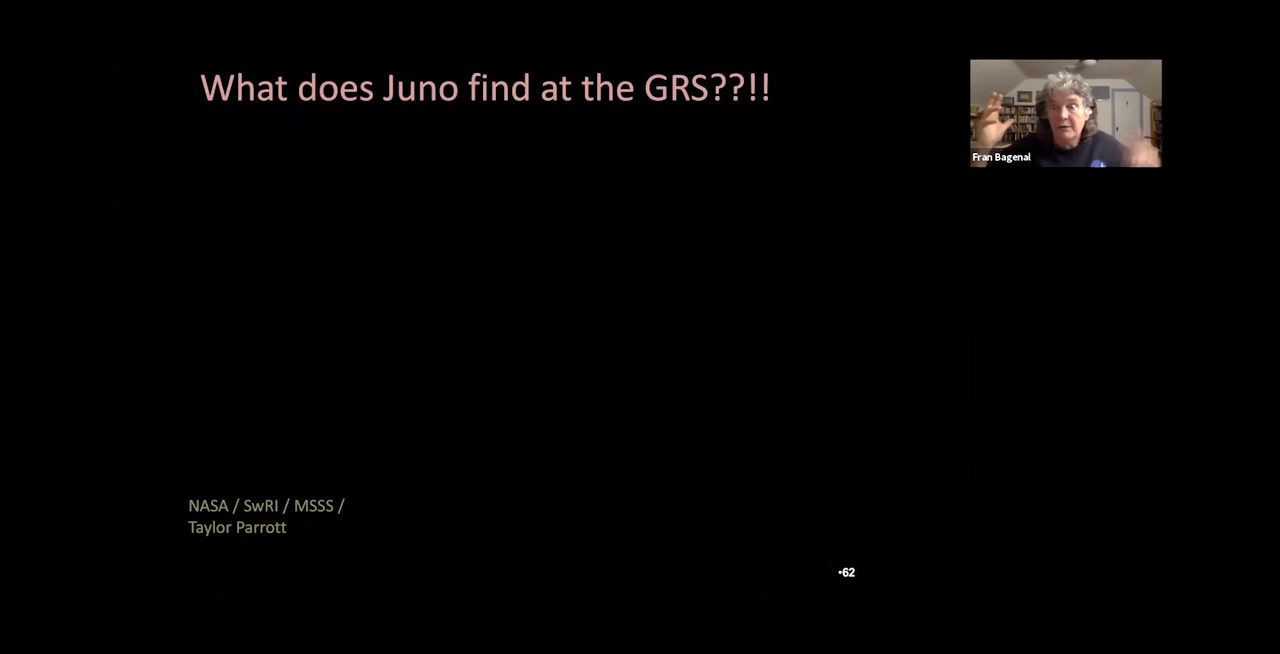 What does Juno find at the GRS??!!
Fran Bagenal
NASA / SwRI / MSSS /
Taylor Parrott
•62